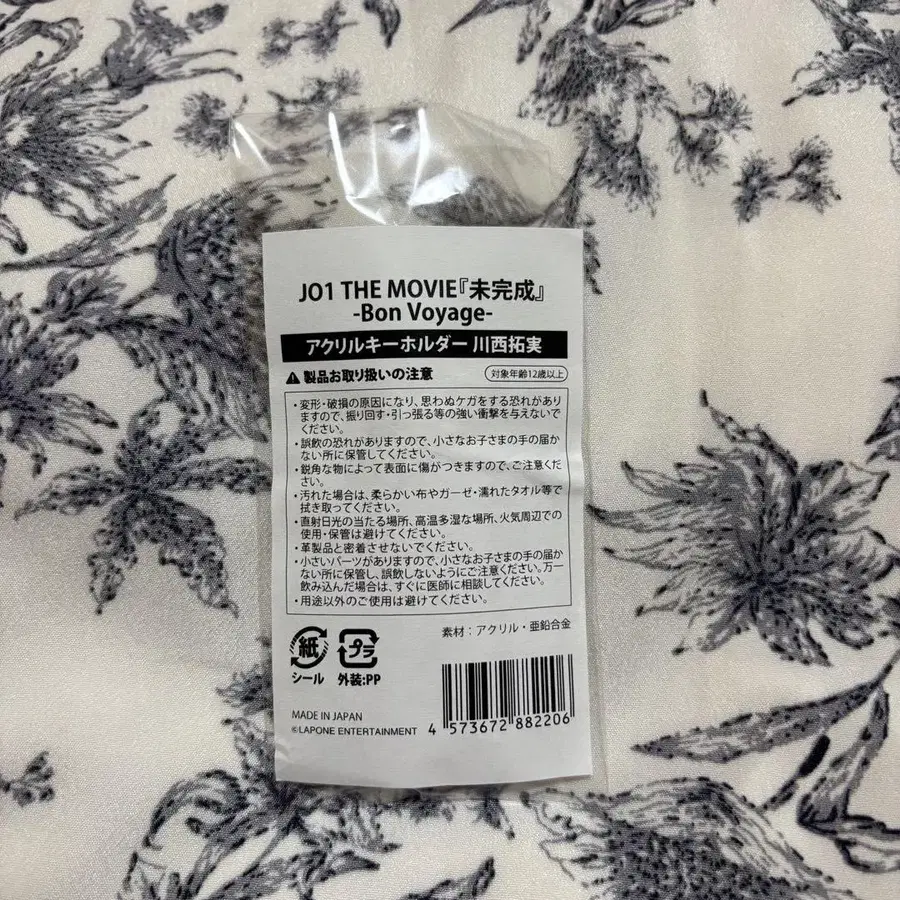 JO1 THE MOVIE『未完成』
-Bon Voyage-
アクリルキーホルダー 川西拓実
製品お取り扱いの注意
対象年齢12歳以上
・変形・破損の原因になり、思わぬケガをする恐れがあり
ますので、振り回す・引っ張る等の強い衝撃を与えないで
ください。
・誤飲の恐れがありますので、小さなお子さまの手の届か
ない所に保管してください。
・鋭角な物によって表面に傷がつきますので、ご注意くださ
い。
・汚れた場合は、柔らかい布やガーゼ・濡れたタオル等で
拭き取ってください。
・直射日光の当たる場所、高温多湿な場所、火気周辺での
使用・保管は避けてください。
・革製品と密着させないでください。
・小さいパーツがありますので、小さなお子さまの手の届か
ない所に保管し、誤飲しないようにご注意ください。万一
飲み込んだ場合は、すぐに医師に相談してください。
・用途以外のご使用は避けてください。
素材：アクリル・亜鉛合金
紙
シール
プラ
外装:PP
MADE IN JAPAN
©LAPONE ENTERTAINMENT
4 573672 882206